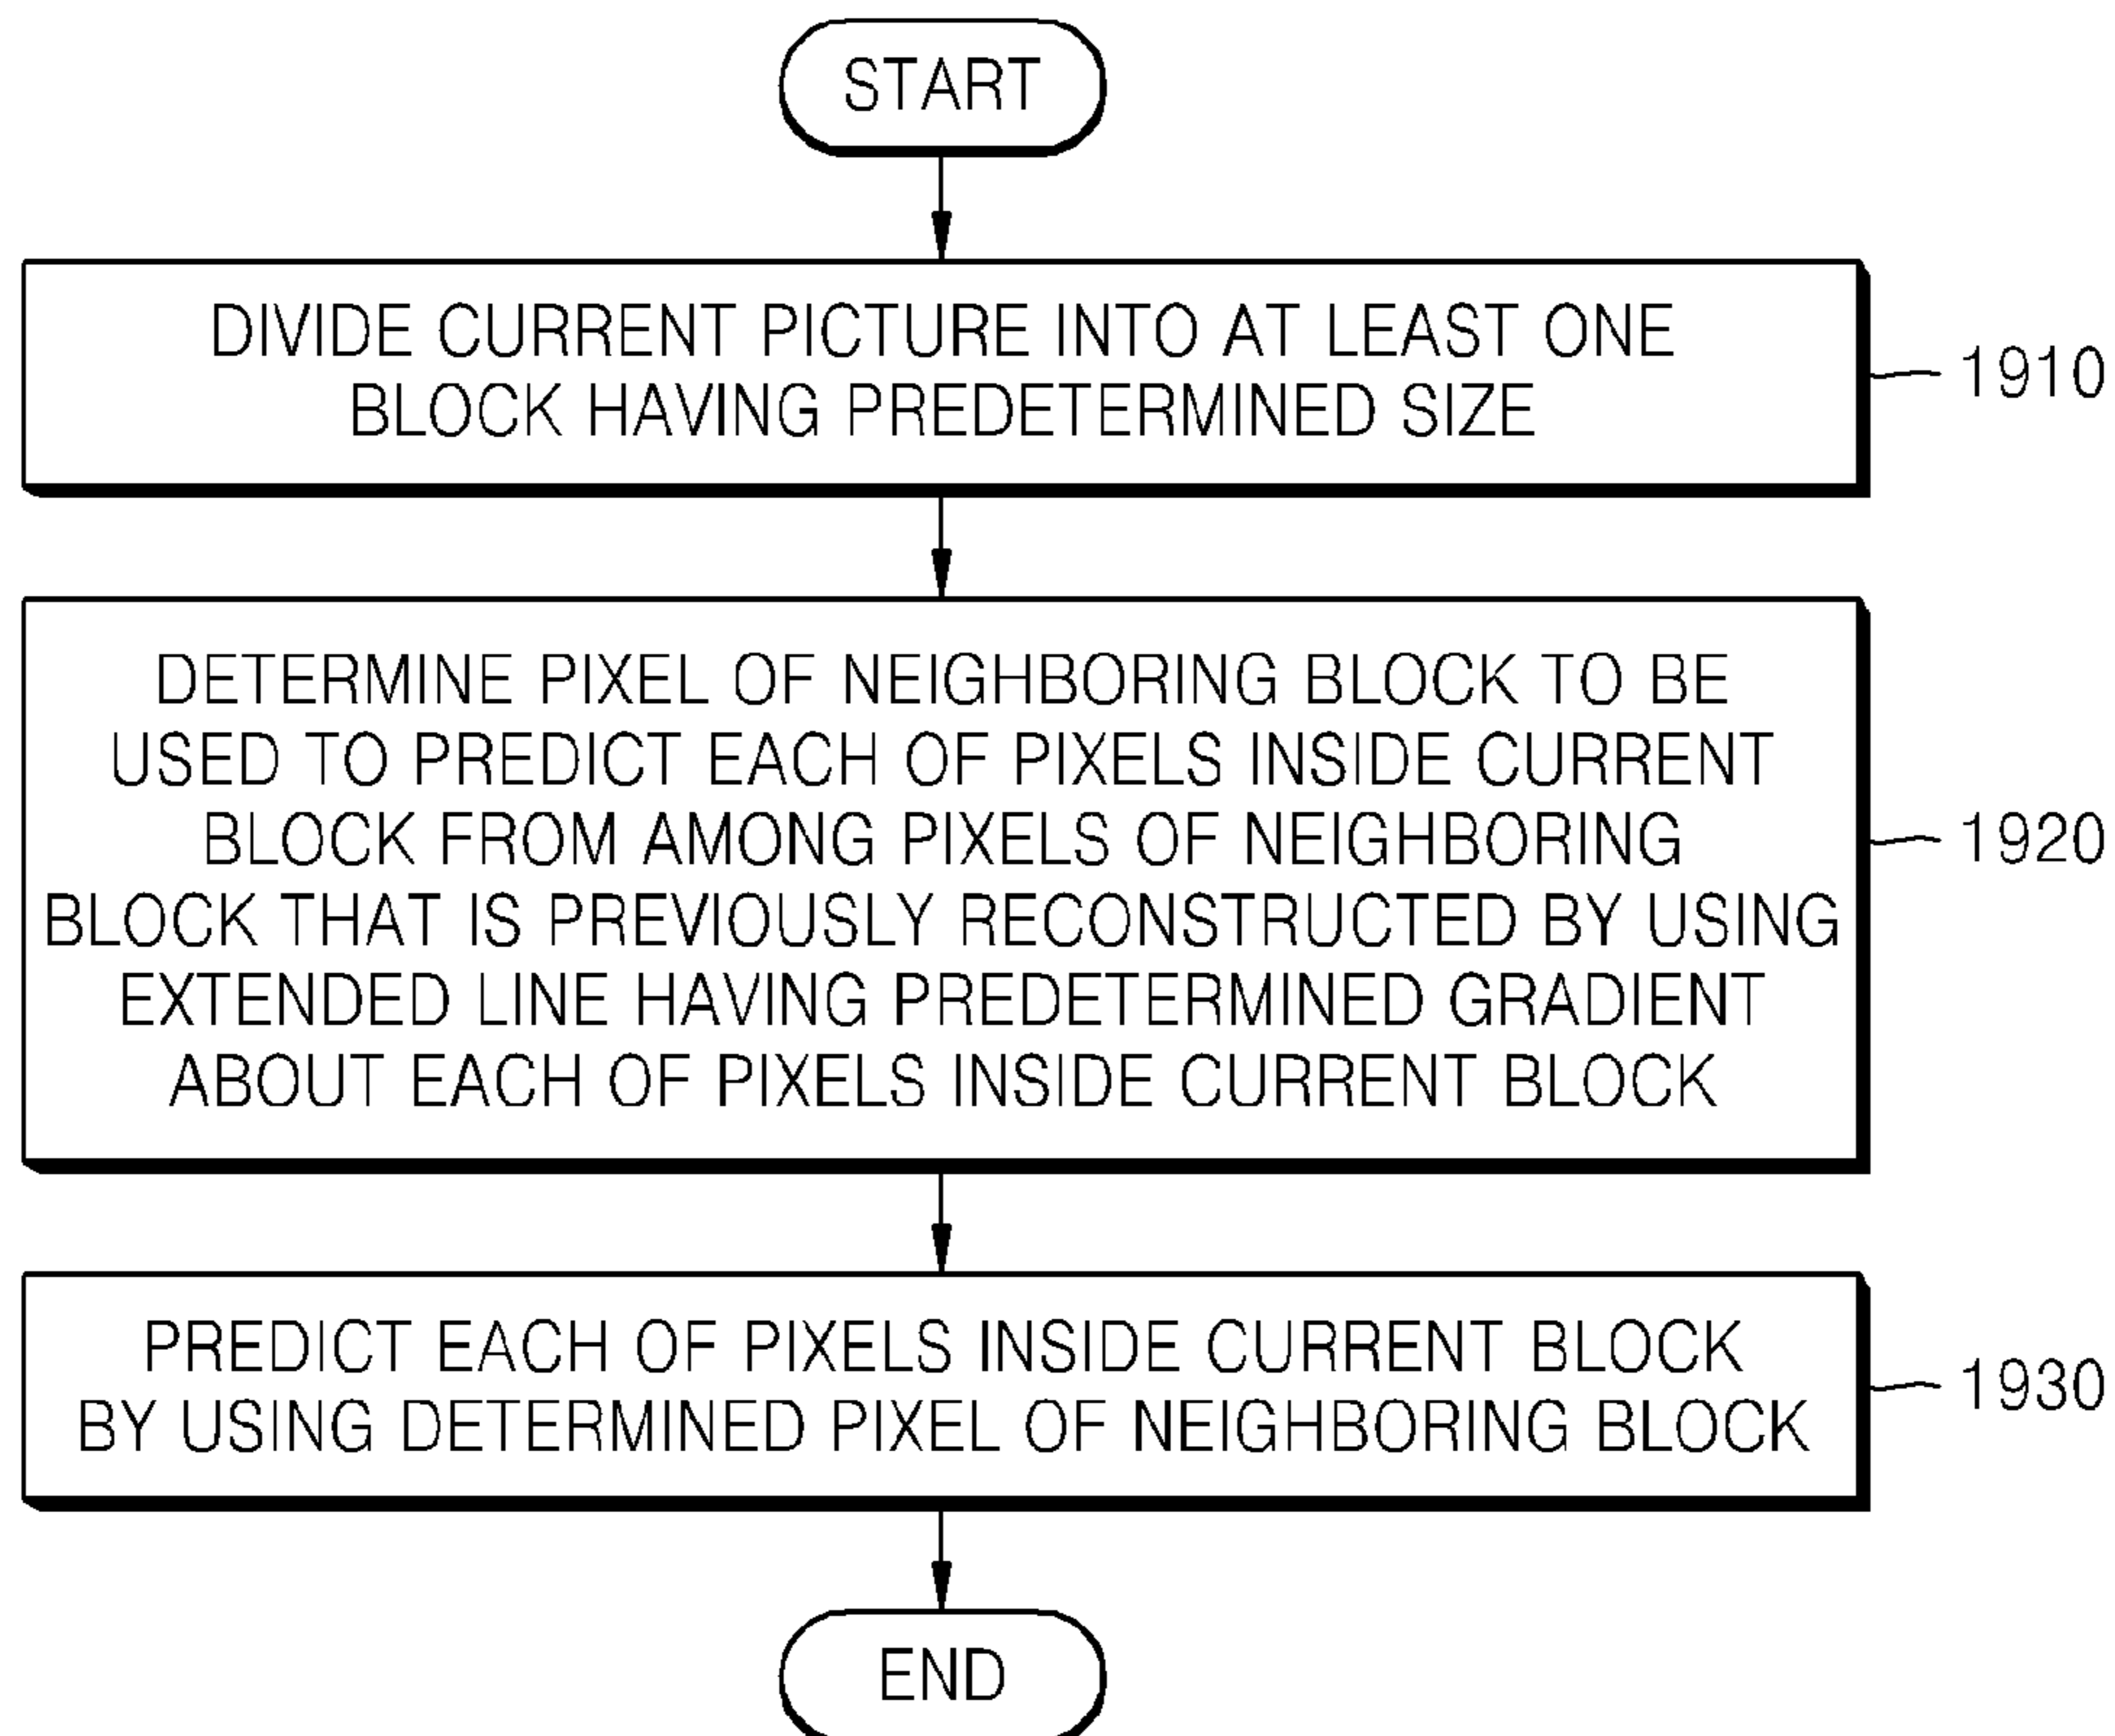 START
DIVIDE CURRENT PICTURE INTO AT LEAST ONE
BLOCK HAVING PREDETERMINED SIZE
1910
DETERMINE PIXEL OF NEIGHBORING BLOCK TO BE
USED TO PREDICT EACH OF PIXELS INSIDE CURRENT
BLOCK FROM AMONG PIXELS OF NEIGHBORING
BLOCK THAT IS PREVIOUSLY RECONSTRUCTED BY USING
EXTENDED LINE HAVING PREDETERMINED GRADIENT
ABOUT EACH OF PIXELS INSIDE CURRENT BLOCK
1920
PREDICT EACH OF PIXELS INSIDE CURRENT BLOCK
BY USING DETERMINED PIXEL OF NEIGHBORING BLOCK
1930
END